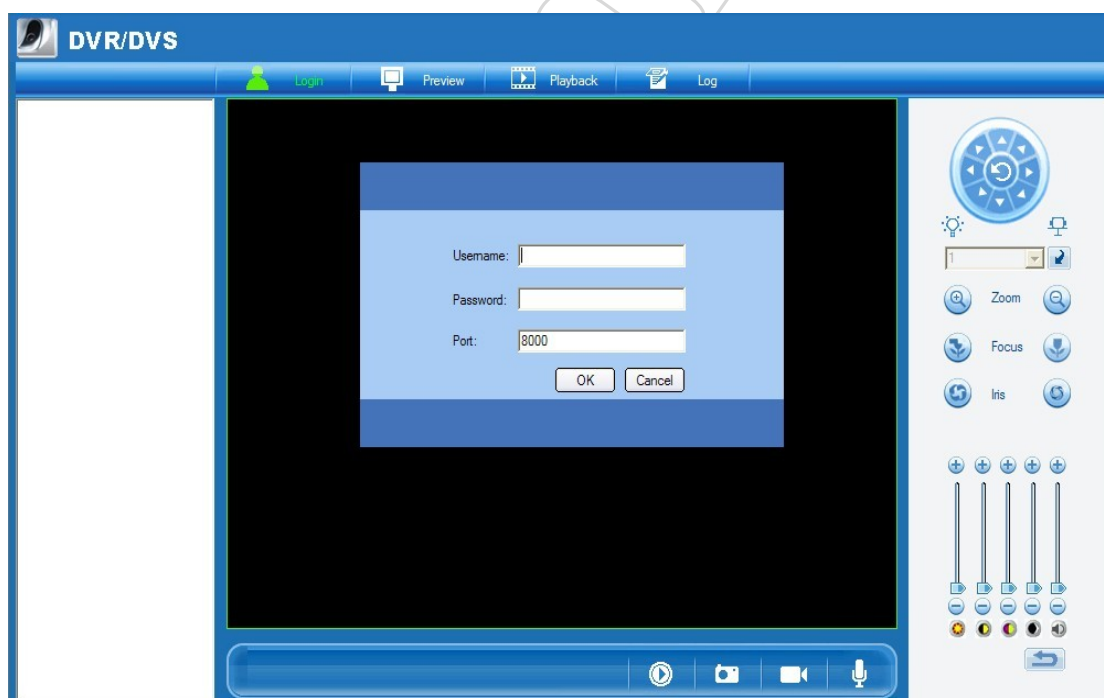 DVR/DVS
Login Preview Playback Log
Username:
Password:
Port: 8000
OK Cancel
1
Zoom
Focus
Iris